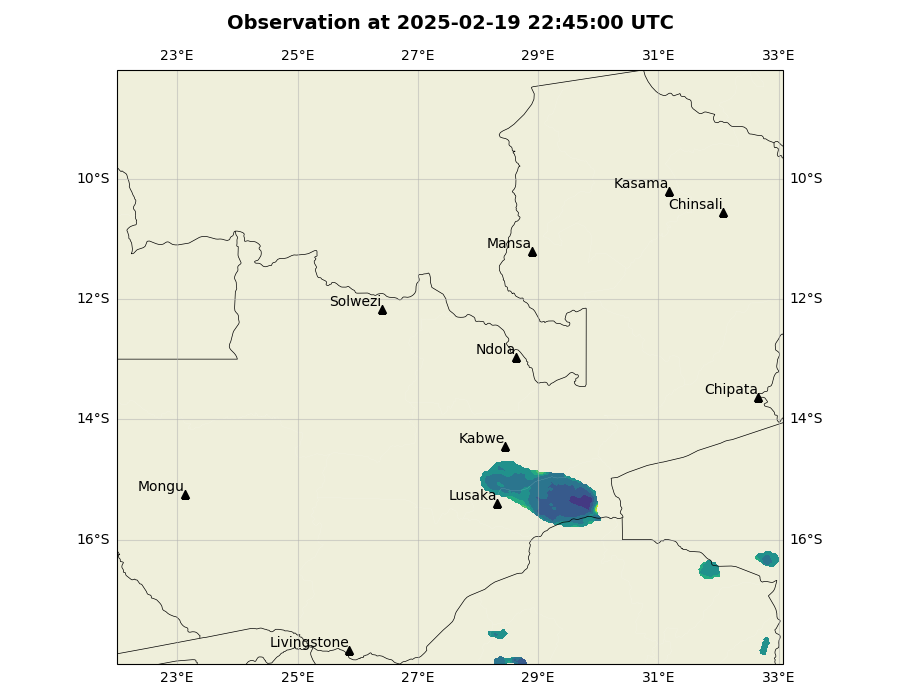 Observation at 2025-02-19 22:45:00 UTC
23°E 25°E 27°E 29°E 31°E 33°E
10°S 10°S
Kasama
Chinsali
Mansa
12°S 12°S
Solwezi
Ndola
Chipata
14°S 14°S
Kabwe
Mongu
Lusaka
16°S 16°S
Livingstone
23°E 25°E 27°E 29°E 31°E 33°E